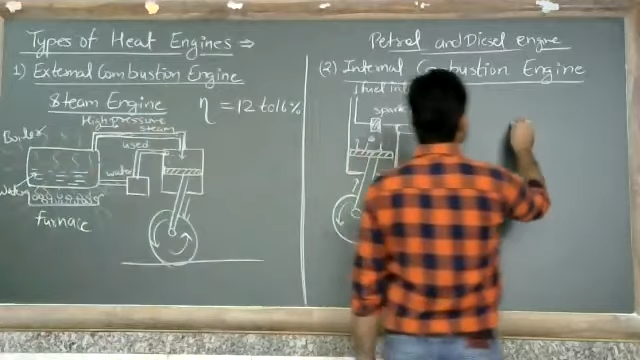 Types of Heat Engines ⇒
1) External Combustion Engine
Steam Engine
η = 12 to 16 %
High pressure
steam
Boiler
used
water
Water
Furnace
Petrol and Diesel engine
(2) Internal Combustion Engine
fuel
spark